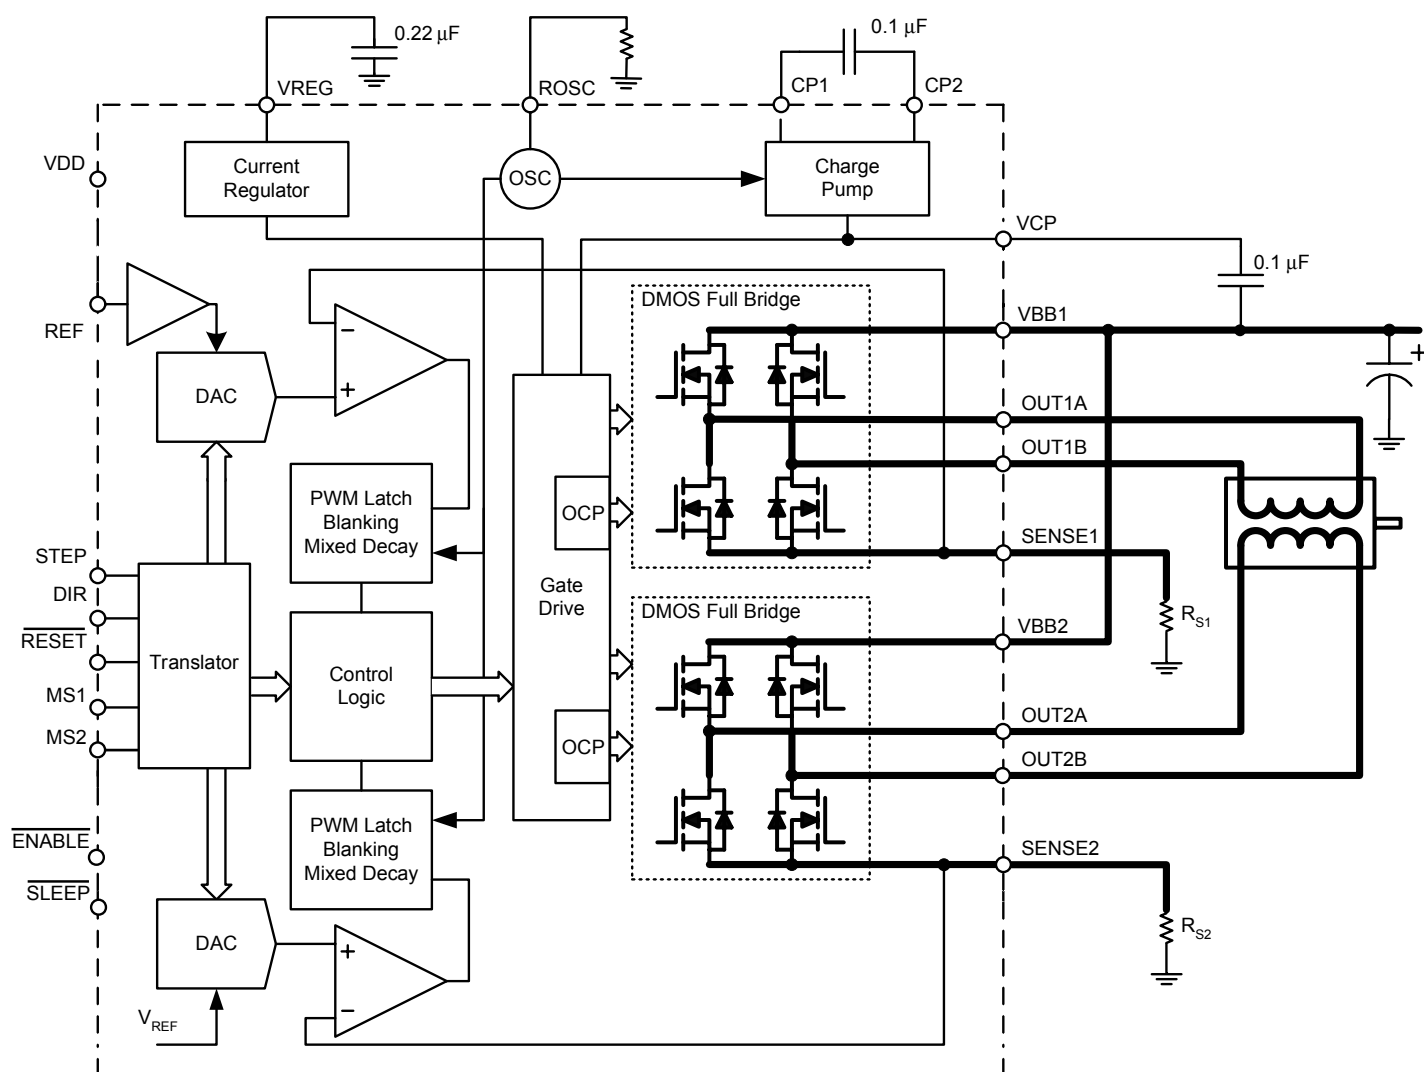 0.22 μF
0.1 μF
VREG
ROSC
CP1
CP2
VDD
Current
Regulator
OSC
Charge
Pump
VCP
0.1 μF
REF
DMOS Full Bridge
VBB1
−
+
+
DAC
OUT1A
OUT1B
PWM Latch
Blanking
Mixed Decay
OCP
SENSE1
STEP
DIR
RESET
MS1
MS2
Translator
Control
Logic
Gate
Drive
DMOS Full Bridge
RS1
VBB2
OUT2A
OCP
OUT2B
PWM Latch
Blanking
Mixed Decay
ENABLE
SLEEP
SENSE2
DAC
+
−
RS2
VREF